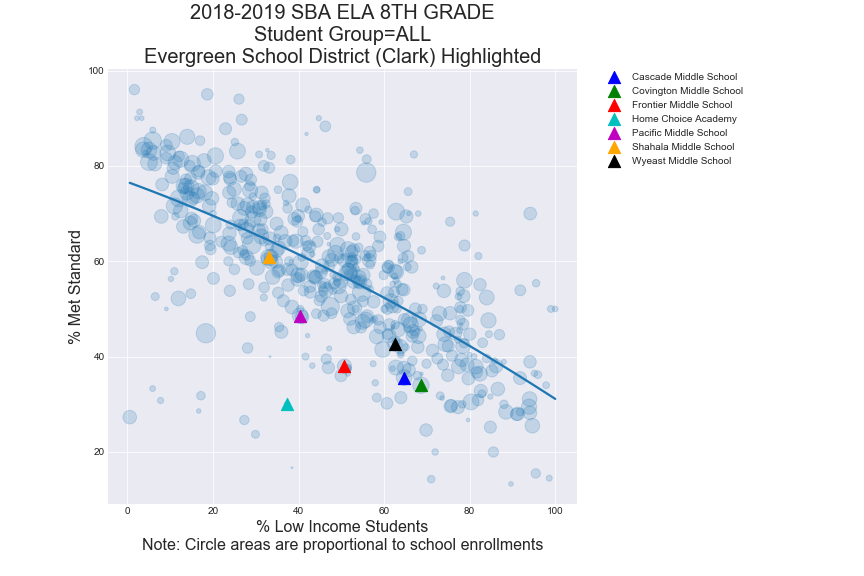 2018-2019 SBA ELA 8TH GRADE
Student Group=ALL
Evergreen School District (Clark) Highlighted
100
80
60
40
20
% Met Standard
0
20
40
60
80
100
% Low Income Students
Note: Circle areas are proportional to school enrollments
Cascade Middle School
Covington Middle School
Frontier Middle School
Home Choice Academy
Pacific Middle School
Shahala Middle School
Wyeast Middle School